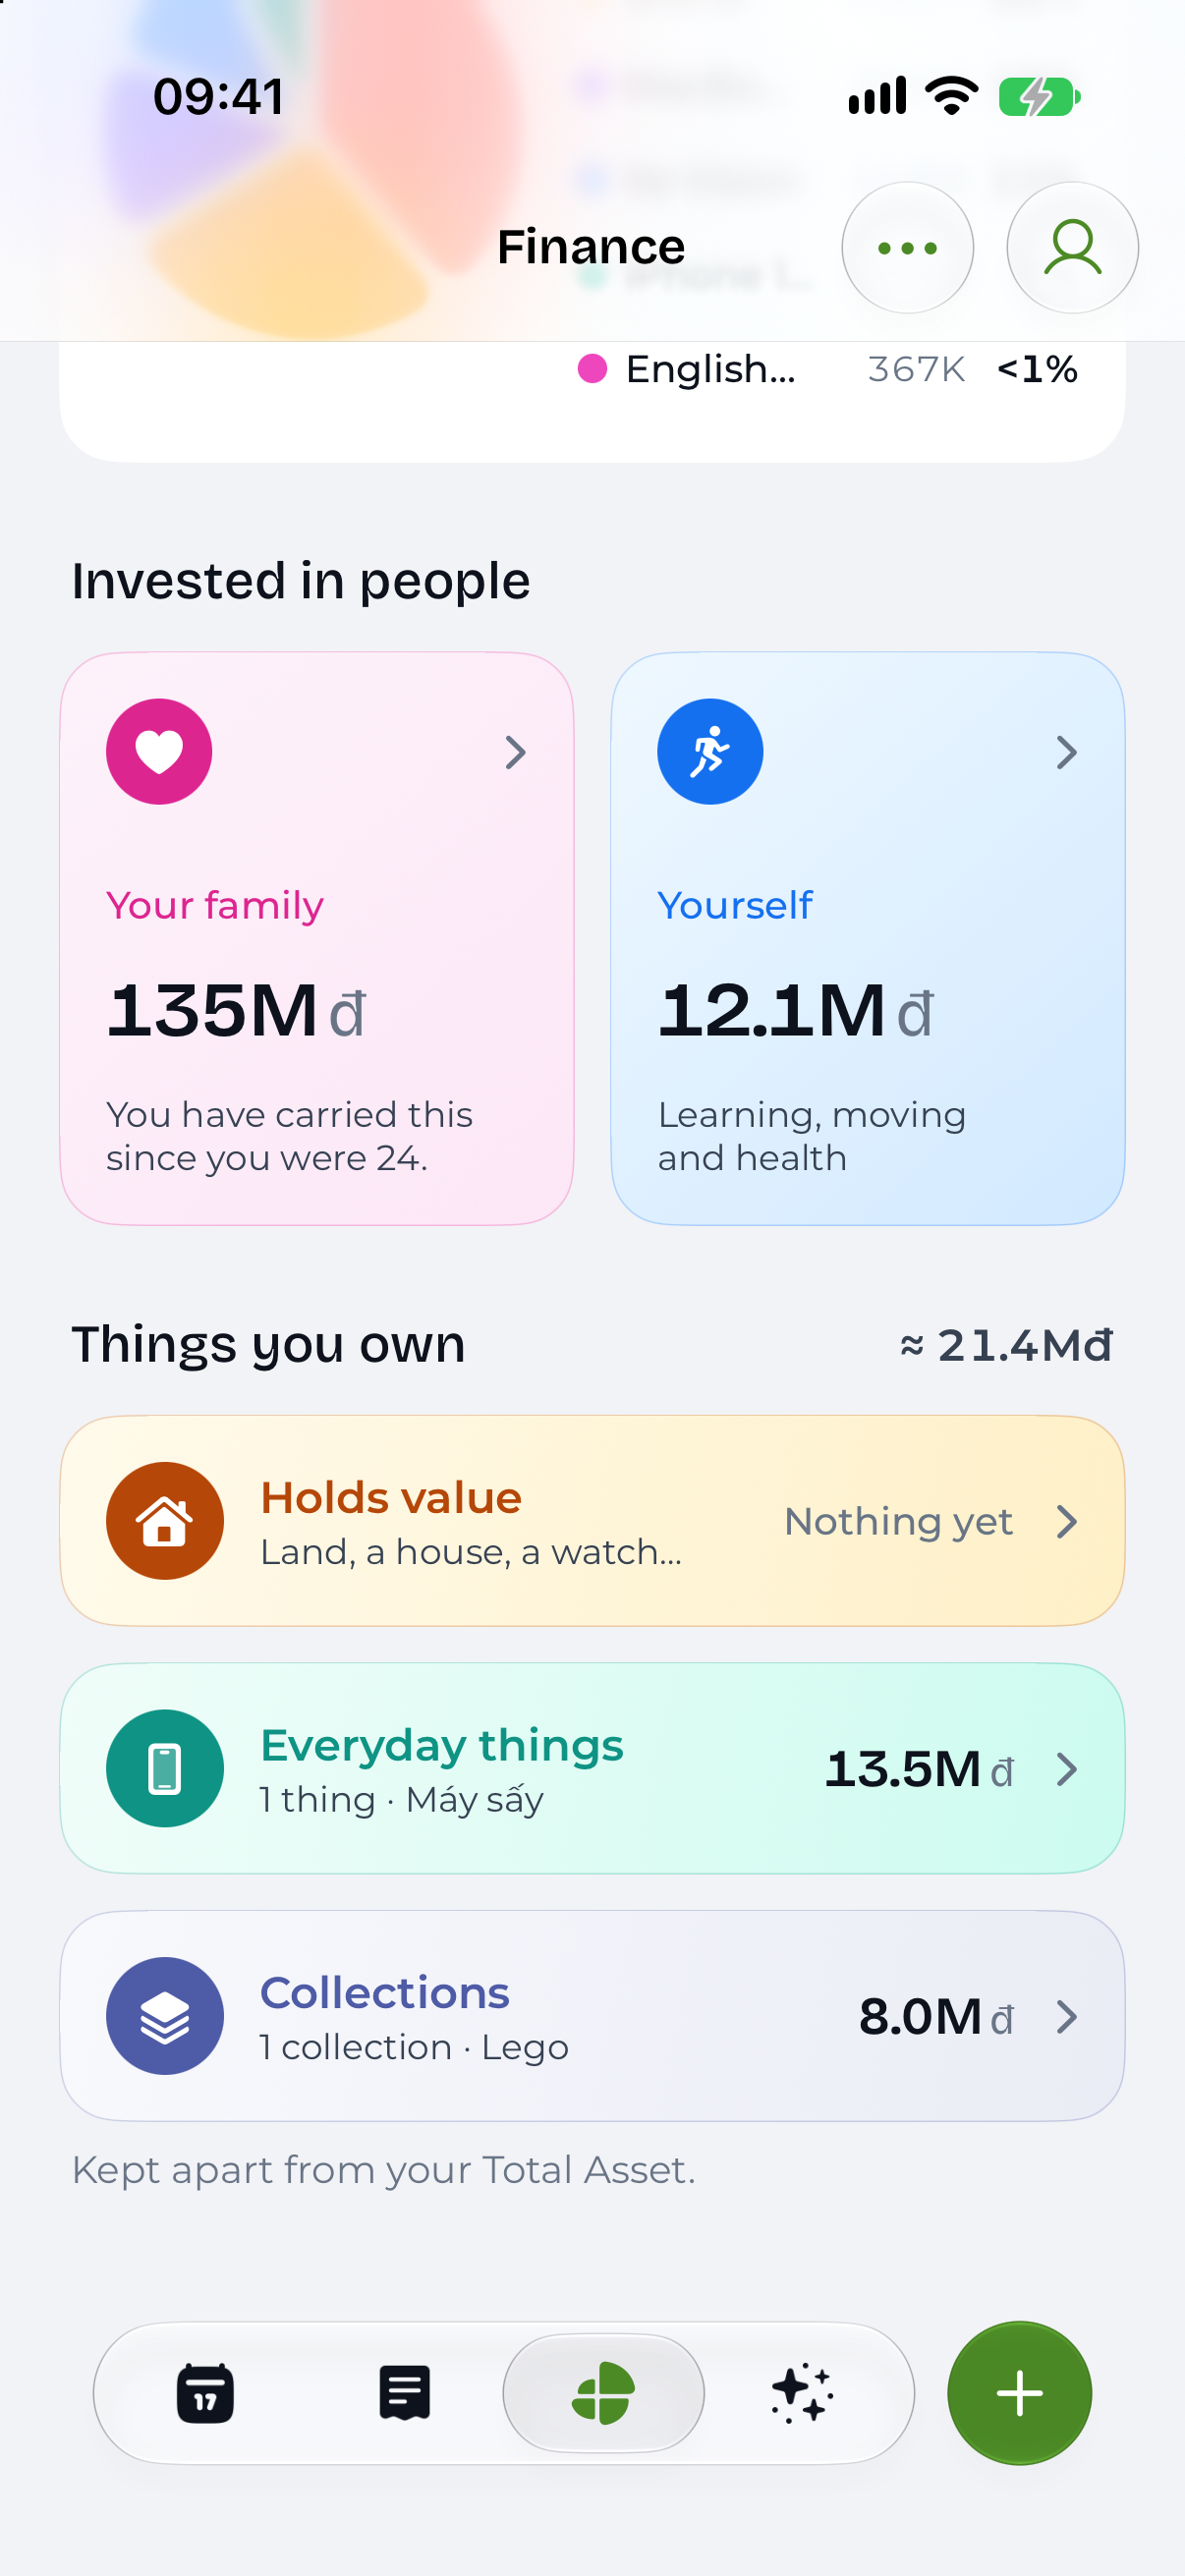 09:41
Finance
English... 367K <1%
Invested in people
Your family
135M đ
You have carried this
since you were 24.
Yourself
12.1M đ
Learning, moving
and health
Things you own ≈ 21.4Mđ
Holds value
Land, a house, a watch...
Nothing yet
Everyday things
1 thing · Máy sấy
13.5M đ
Collections
1 collection · Lego
8.0M đ
Kept apart from your Total Asset.
17